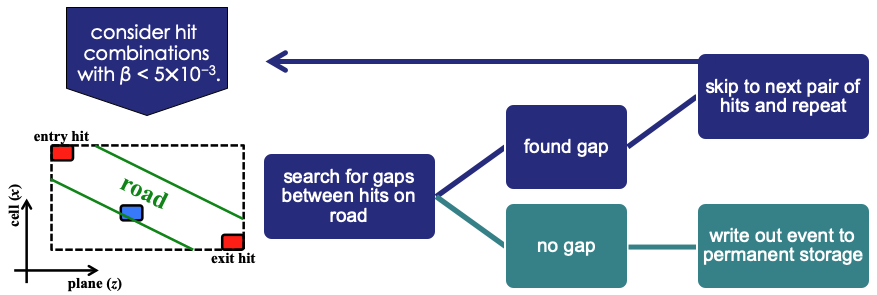 consider hit
combinations
with β < 5×10⁻³.
entry hit
road
cell (x)
exit hit
plane (z)
search for gaps
between hits on
road
found gap
no gap
skip to next pair of
hits and repeat
write out event to
permanent storage